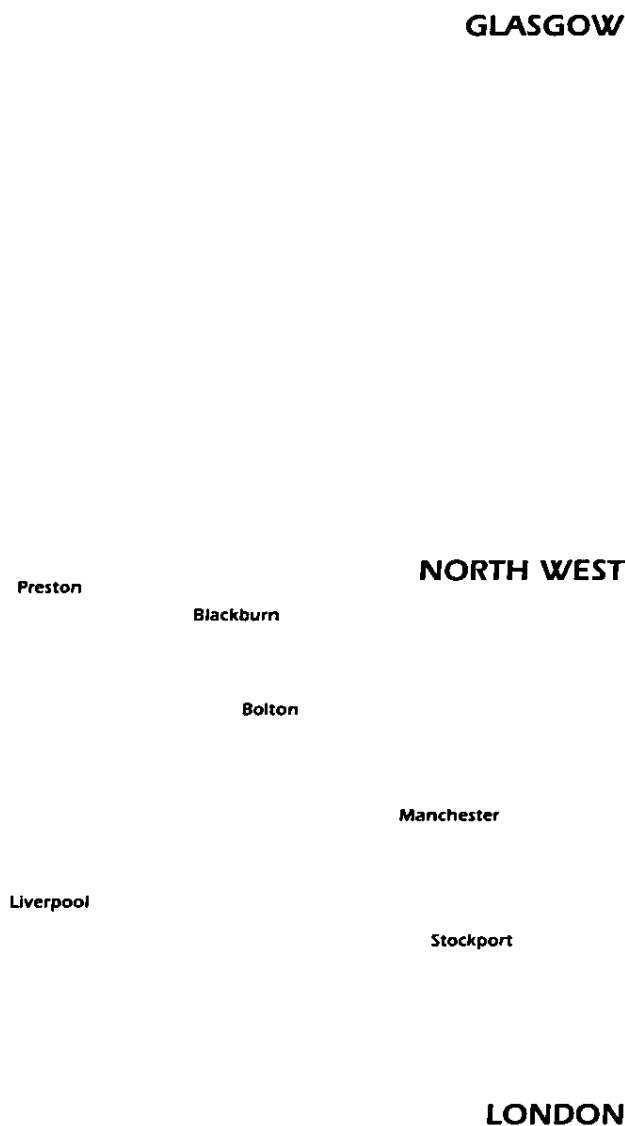 GLASGOW
NORTH WEST
Preston
Blackburn
Bolton
Manchester
Liverpool
Stockport
LONDON